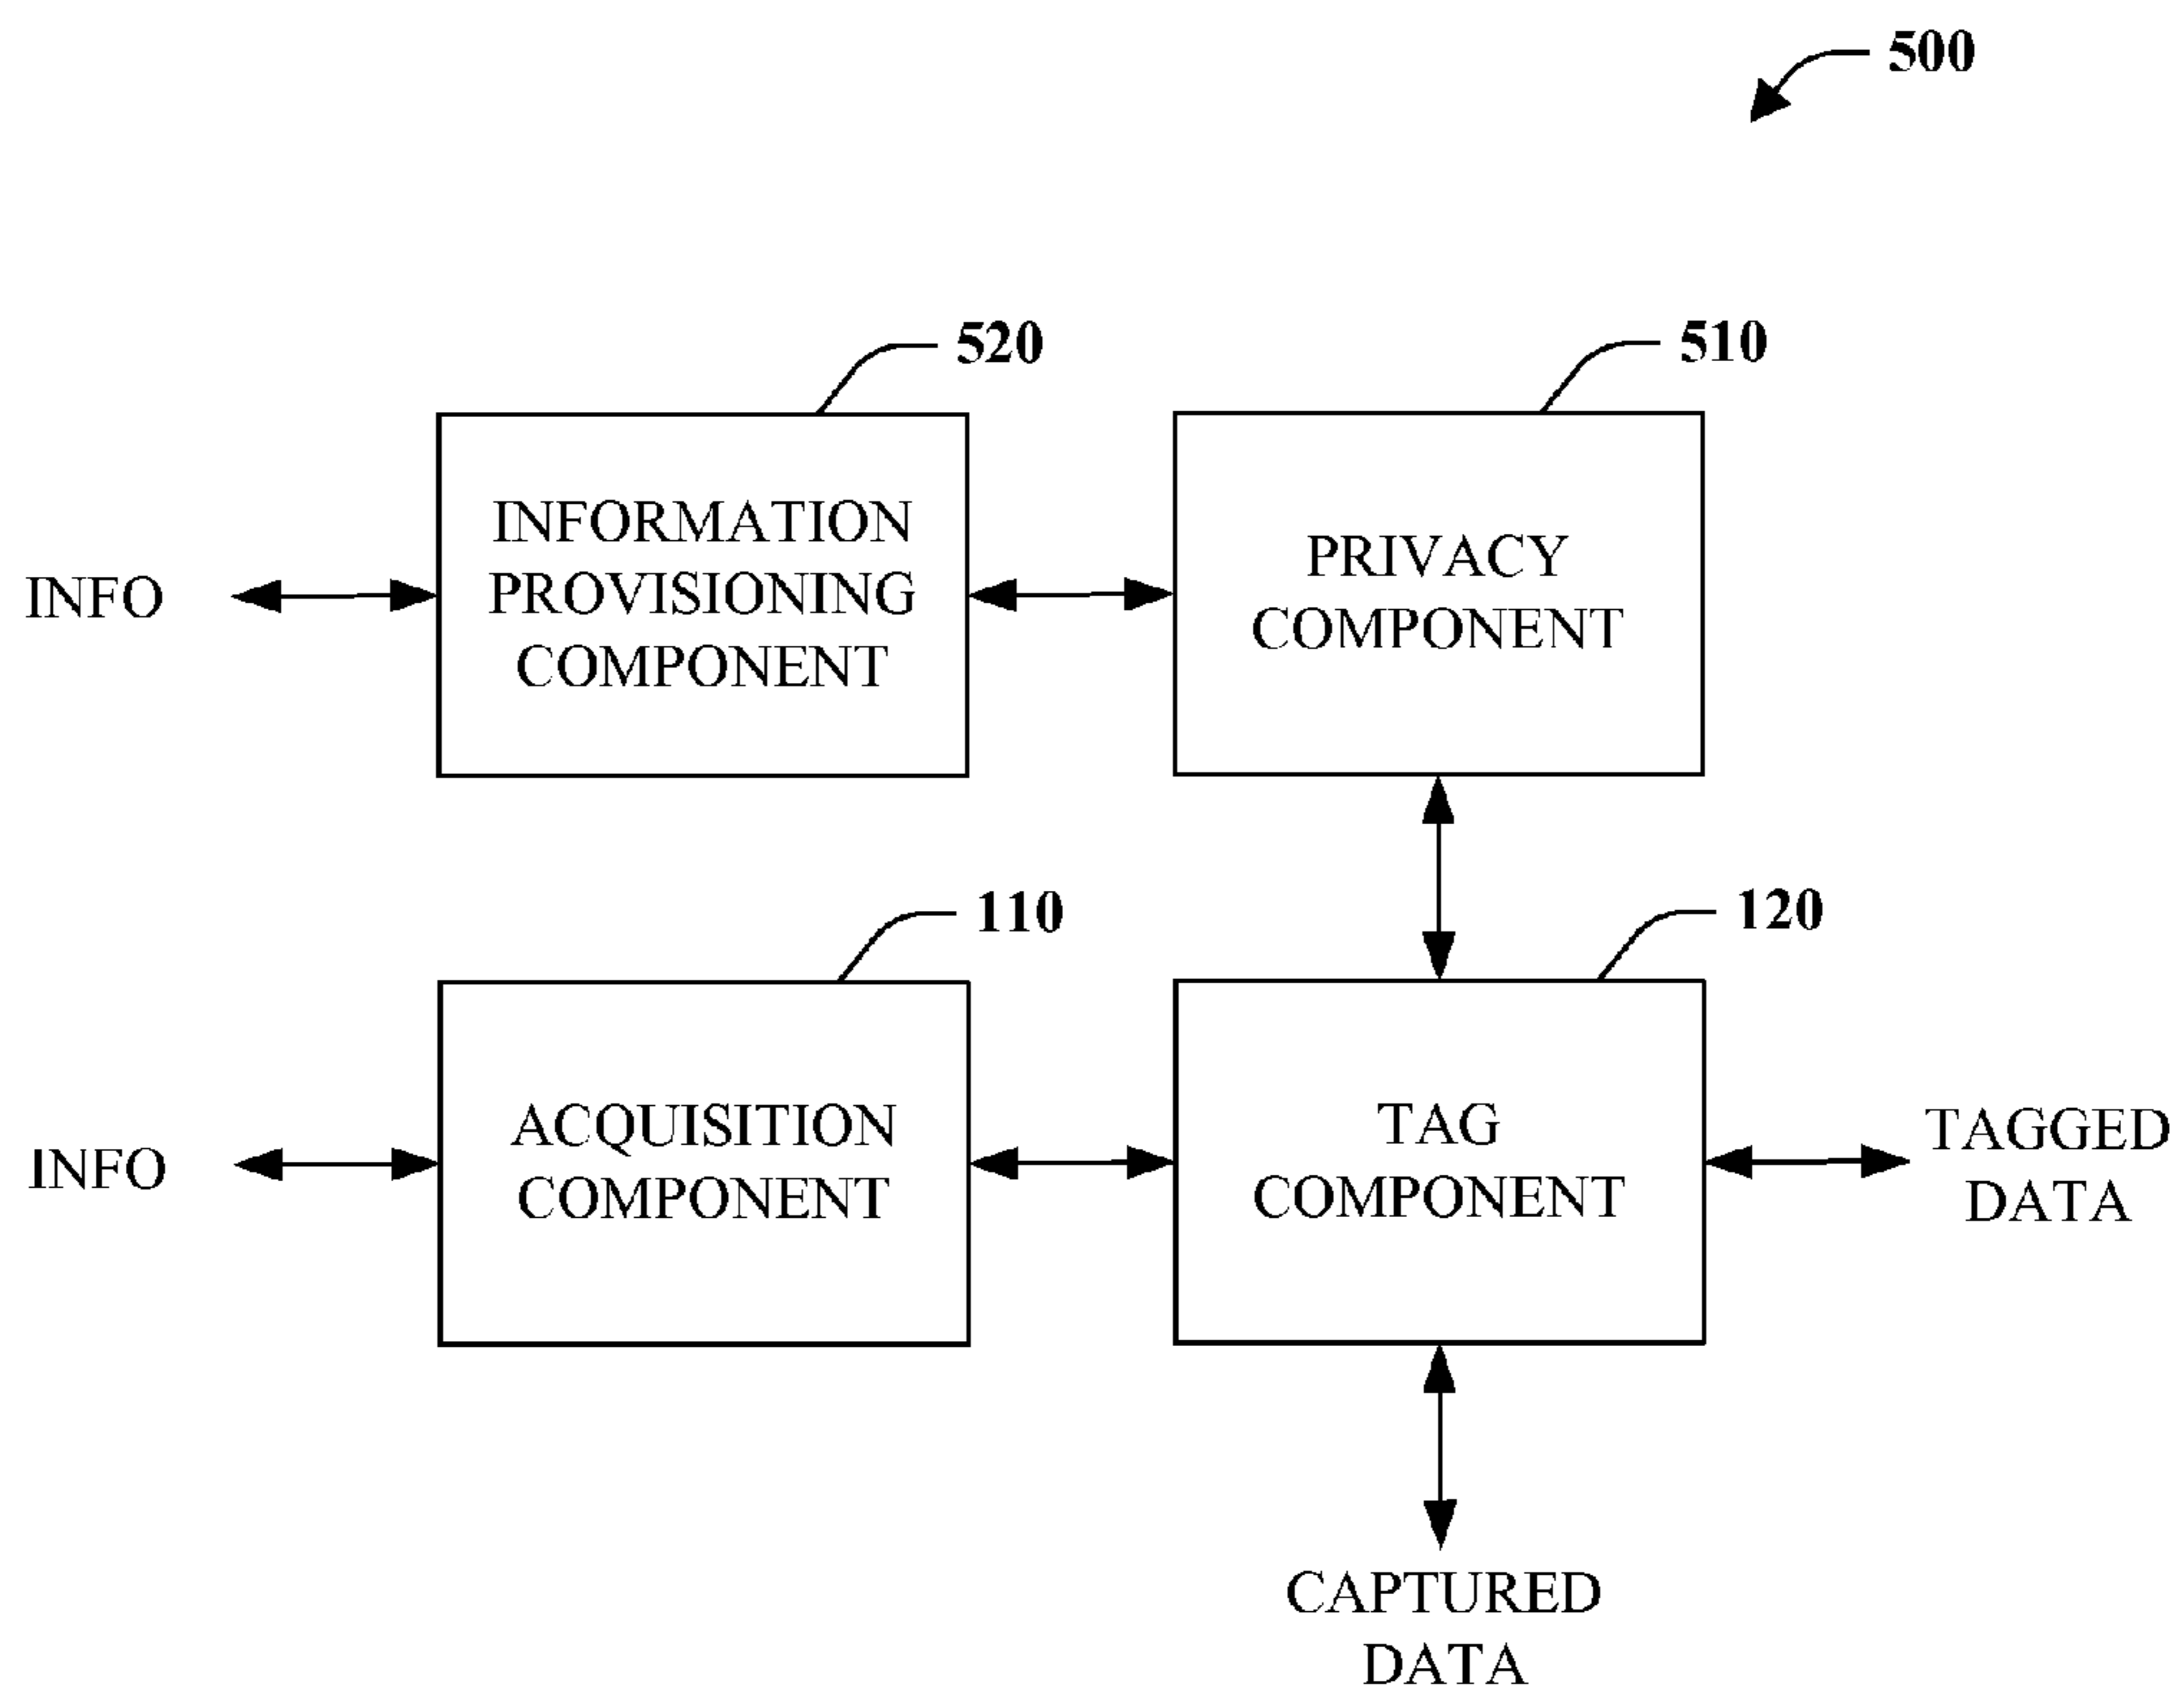 500
520
510
INFORMATION
PROVISIONING
COMPONENT
PRIVACY
COMPONENT
INFO
110
120
ACQUISITION
COMPONENT
TAG
COMPONENT
INFO
TAGGED
DATA
CAPTURED
DATA